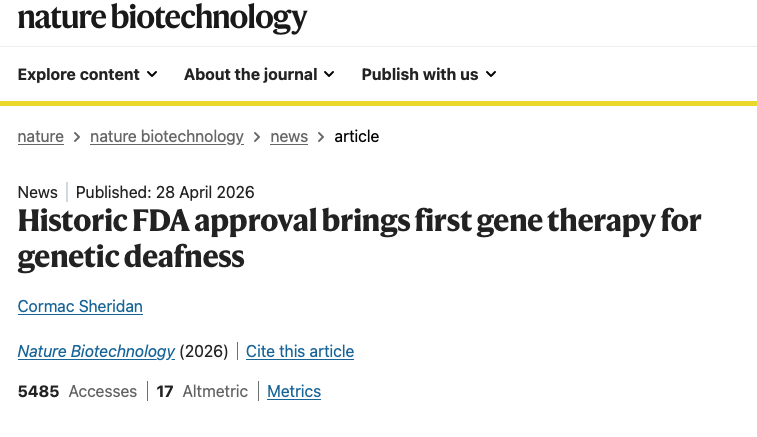 nature biotechnology
Explore content About the journal Publish with us
nature > nature biotechnology > news > article
News | Published: 28 April 2026
Historic FDA approval brings first gene therapy for
genetic deafness
Cormac Sheridan
Nature Biotechnology (2026) | Cite this article
5485 Accesses | 17 Altmetric | Metrics